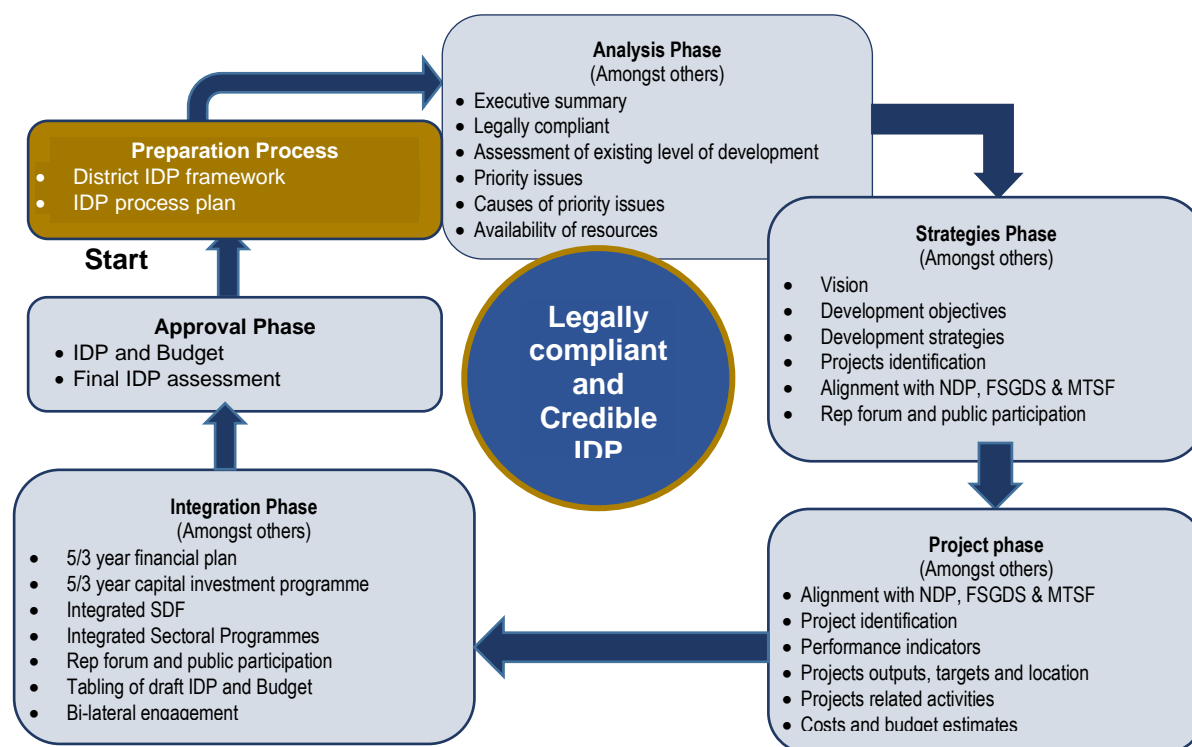 Preparation Process
• District IDP framework
• IDP process plan
Start
Analysis Phase
(Amongst others)
• Executive summary
• Legally compliant
• Assessment of existing level of development
• Priority issues
• Causes of priority issues
• Availability of resources
Strategies Phase
(Amongst others)
• Vision
• Development objectives
• Development strategies
• Projects identification
• Alignment with NDP, FSGDS & MTSF
• Rep forum and public participation
Project phase
(Amongst others)
• Alignment with NDP, FSGDS & MTSF
• Project identification
• Performance indicators
• Projects outputs, targets and location
• Projects related activities
• Costs and budget estimates
Integration Phase
(Amongst others)
• 5/3 year financial plan
• 5/3 year capital investment programme
• Integrated SDF
• Integrated Sectoral Programmes
• Rep forum and public participation
• Tabling of draft IDP and Budget
• Bi-lateral engagement
Approval Phase
• IDP and Budget
• Final IDP assessment
Legally
compliant
and
Credible
IDP